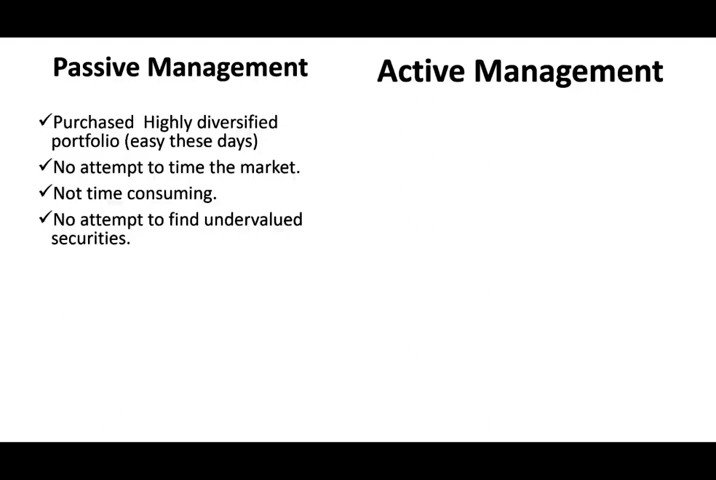 Passive Management
✓Purchased Highly diversified
portfolio (easy these days)
✓No attempt to time the market.
✓Not time consuming.
✓No attempt to find undervalued
securities.
Active Management